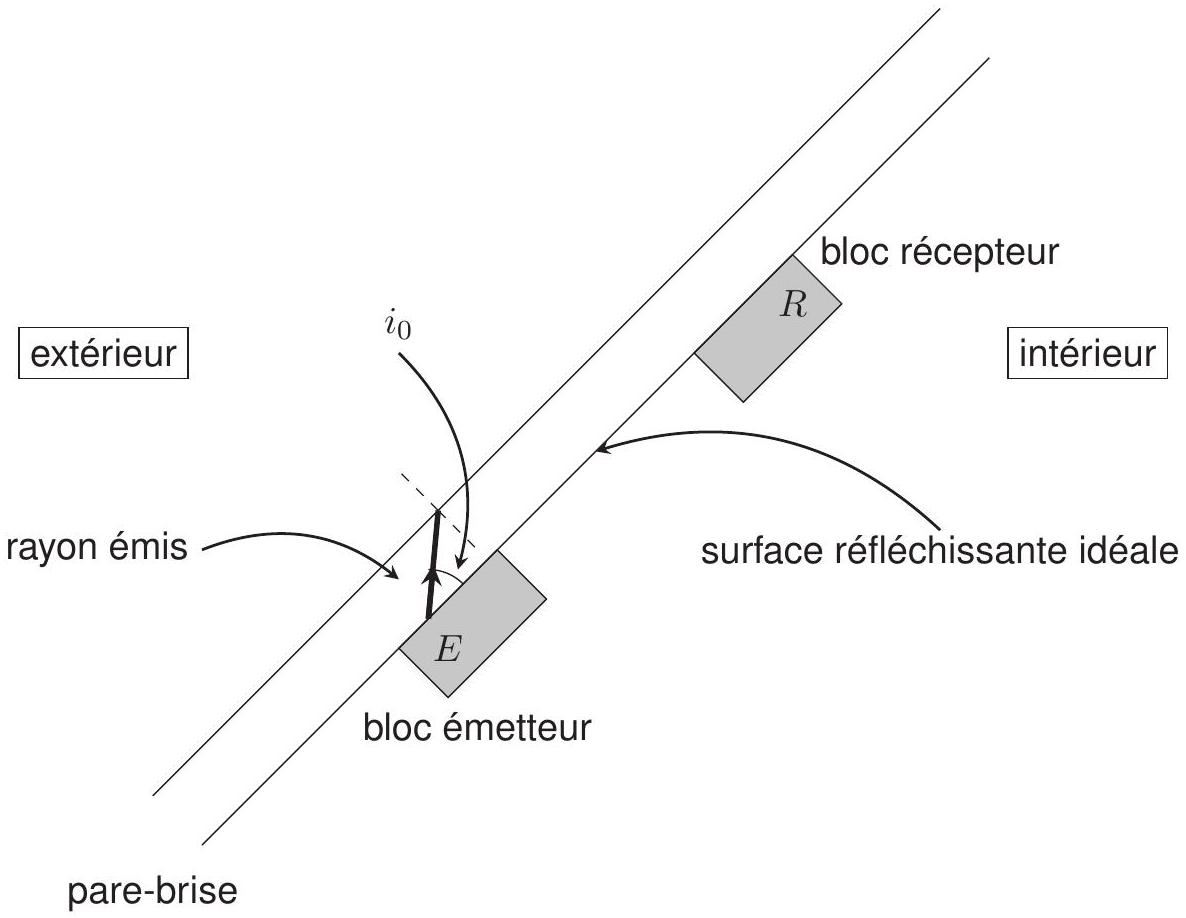 bloc récepteur
R
i₀
extérieur
intérieur
rayon émis
surface réfléchissante idéale
E
bloc émetteur
pare-brise